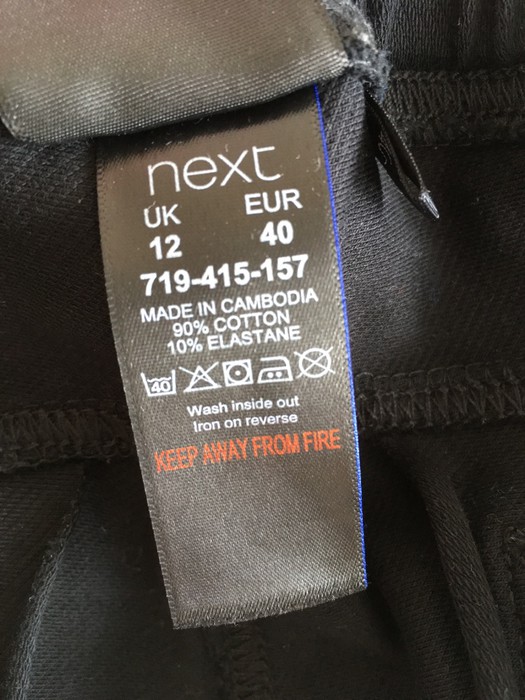 next
UK EUR
12 40
719-415-157
MADE IN CAMBODIA
90% COTTON
10% ELASTANE
40
Wash inside out
Iron on reverse
KEEP AWAY FROM FIRE